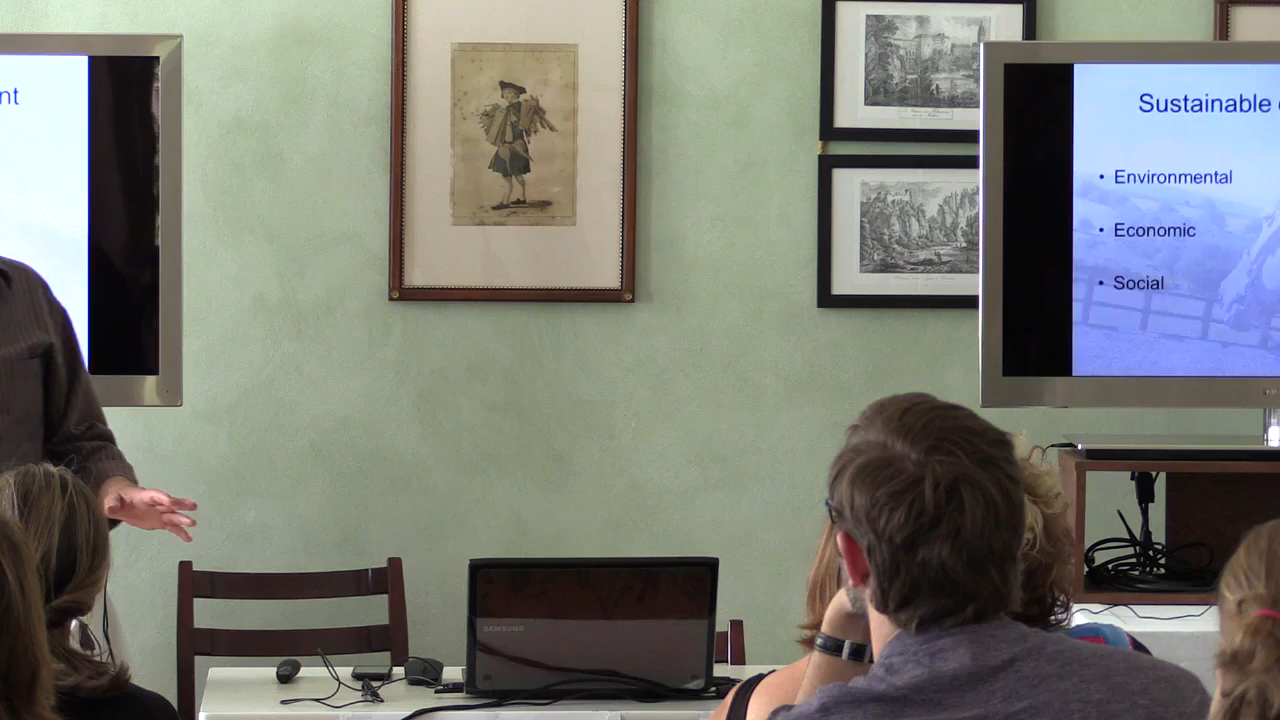 nt
Sustainable
• Environmental
• Economic
• Social
SAMSUNG